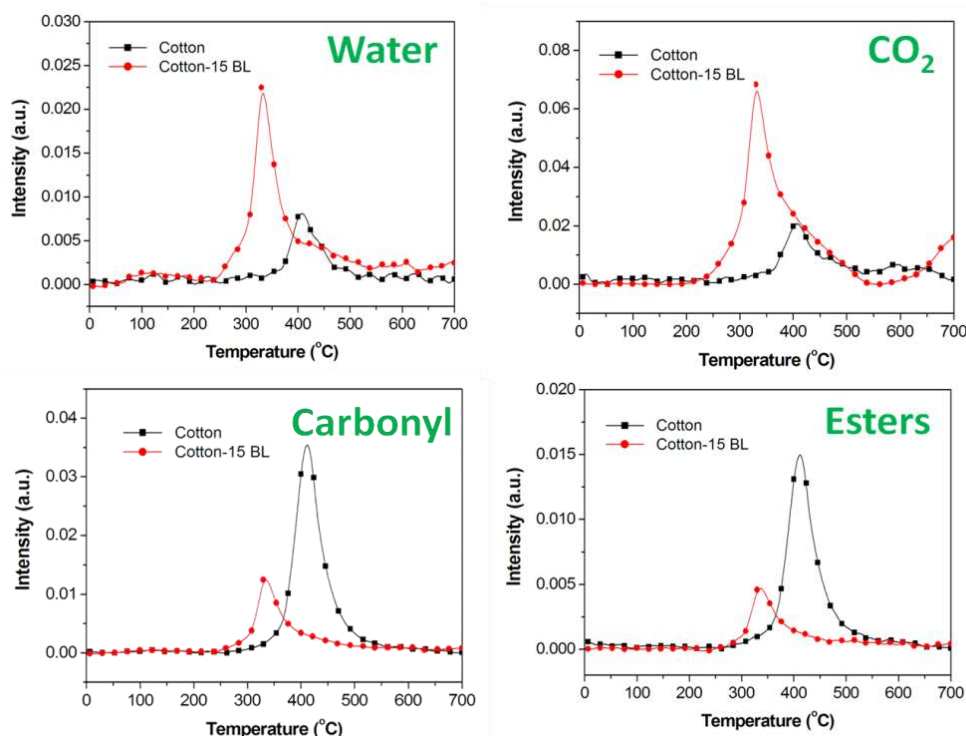 Water
Cotton
Cotton-15 BL
0.030
0.025
0.020
0.015
0.010
0.005
0.000
Intensity (a.u.)
0 100 200 300 400 500 600 700
Temperature (°C)
CO₂
Cotton
Cotton-15 BL
0.08
0.06
0.04
0.02
0.00
Intensity (a.u.)
0 100 200 300 400 500 600 700
Temperature (°C)
Carbonyl
Cotton
Cotton-15 BL
0.04
0.03
0.02
0.01
0.00
Intensity (a.u.)
0 100 200 300 400 500 600 700
Temperature (°C)
Esters
Cotton
Cotton-15 BL
0.020
0.015
0.010
0.005
0.000
Intensity (a.u.)
0 100 200 300 400 500 600 700
Temperature (°C)